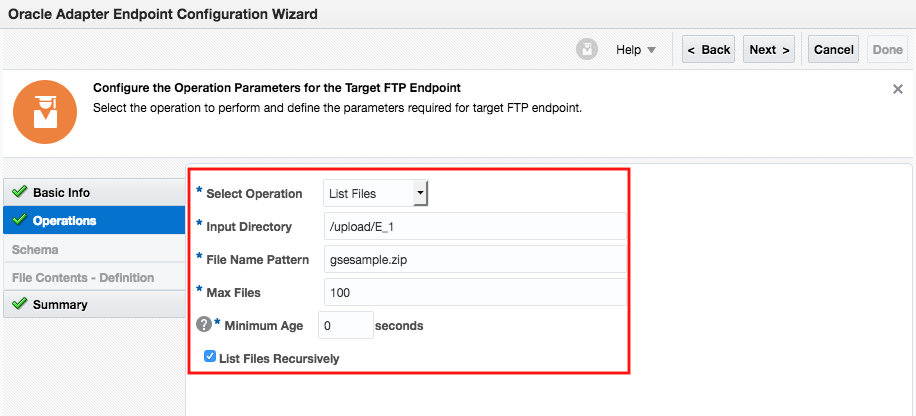 Oracle Adapter Endpoint Configuration Wizard
Help
< Back
Next >
Cancel
Done
Configure the Operation Parameters for the Target FTP Endpoint
Select the operation to perform and define the parameters required for target FTP endpoint.
Basic Info
Operations
Schema
File Contents - Definition
Summary
* Select Operation List Files
* Input Directory /upload/E_1
* File Name Pattern gsesample.zip
* Max Files 100
? * Minimum Age 0 seconds
List Files Recursively